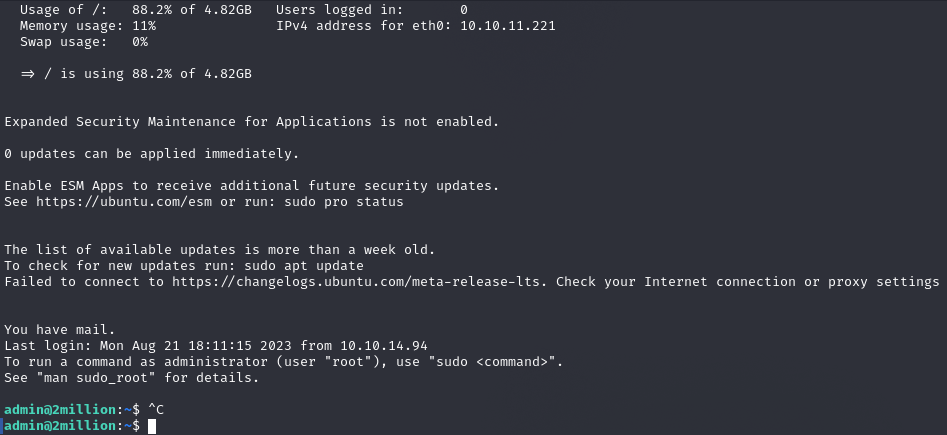 Usage of /:   88.2% of 4.82GB   Users logged in:       0
Memory usage: 11%               IPv4 address for eth0: 10.10.11.221
Swap usage:   0%
=> / is using 88.2% of 4.82GB
Expanded Security Maintenance for Applications is not enabled.
0 updates can be applied immediately.
Enable ESM Apps to receive additional future security updates.
See https://ubuntu.com/esm or run: sudo pro status
The list of available updates is more than a week old.
To check for new updates run: sudo apt update
Failed to connect to https://changelogs.ubuntu.com/meta-release-lts. Check your Internet connection or proxy settings
You have mail.
Last login: Mon Aug 21 18:11:15 2023 from 10.10.14.94
To run a command as administrator (user "root"), use "sudo <command>".
See "man sudo_root" for details.
admin@2million:~$ ^C
admin@2million:~$